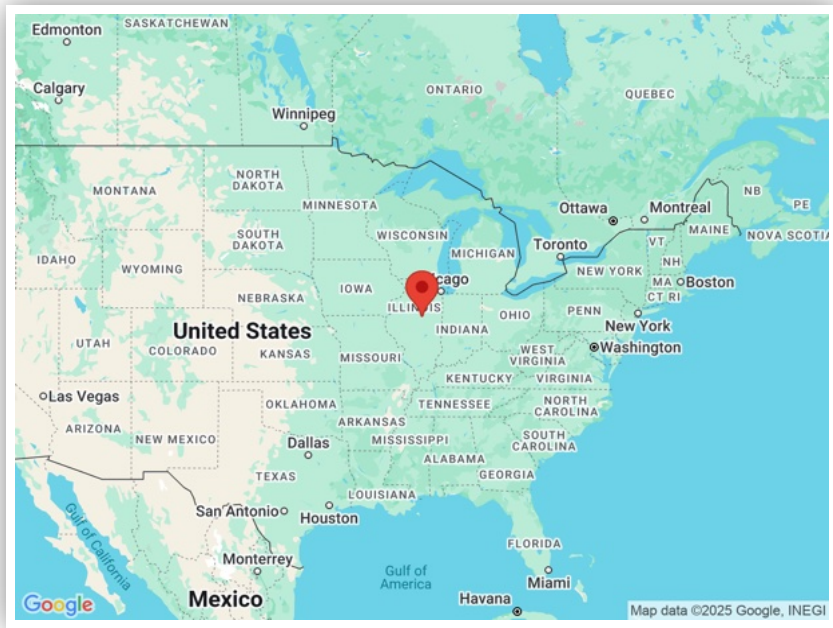 Edmonton
SASKATCHEWAN
Calgary
ONTARIO
QUEBEC
Winnipeg
NORTH
DAKOTA
MONTANA
MINNESOTA
NB
PE
Ottawa
Montreal
SOUTH
DAKOTA
WISCONSIN
MAINE
NOVA SCOTIA
Toronto
VT
MICHIGAN
IDAHO
WYOMING
NH
NEW YORK
MA
Boston
IOWA
cago
CT RI
NEBRASKA
ILLINOIS
OHIO
PENN
United States
INDIANA
New York
UTAH
COLORADO
KANSAS
MISSOURI
WEST
VIRGINIA
Washington
KENTUCKY
VIRGINIA
Las Vegas
OKLAHOMA
TENNESSEE
NORTH
CAROLINA
ARIZONA
NEW MEXICO
ARKANSAS
MISSISSIPPI
SOUTH
CAROLINA
Dallas
ALABAMA
TEXAS
GEORGIA
LOUISIANA
San Antonio
Houston
Gulf of California
FLORIDA
Monterrey
Gulf of
America
Miami
Mexico
Havana
Google
Map data ©2025 Google, INEGI